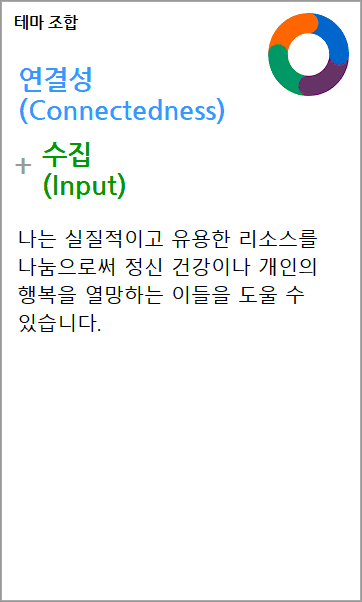 테마 조합
연결성
(Connectedness)
+ 수집
(Input)
나는 실질적이고 유용한 리소스를
나눔으로써 정신 건강이나 개인의
행복을 열망하는 이들을 도울 수
있습니다.